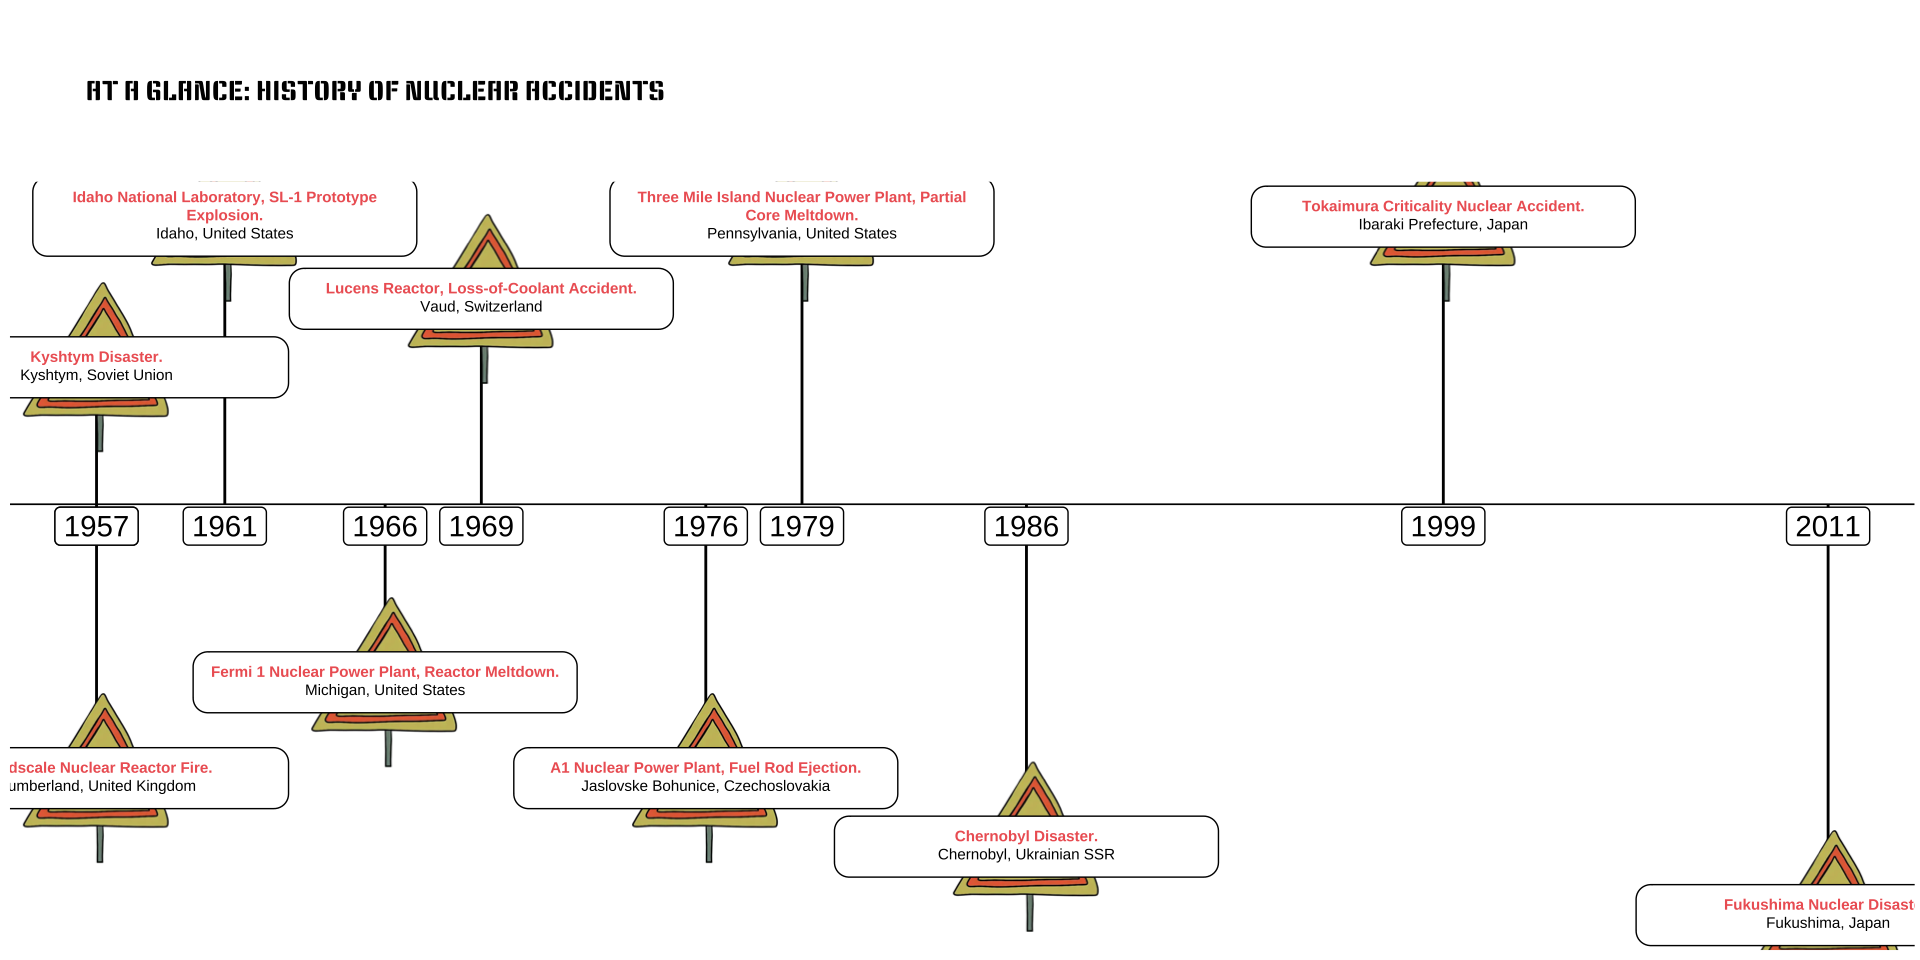 AT A GLANCE: HISTORY OF NUCLEAR ACCIDENTS
Idaho National Laboratory, SL-1 Prototype
Explosion.
Idaho, United States
Three Mile Island Nuclear Power Plant, Partial
Core Meltdown.
Pennsylvania, United States
Tokaimura Criticality Nuclear Accident.
Ibaraki Prefecture, Japan
Lucens Reactor, Loss-of-Coolant Accident.
Vaud, Switzerland
Kyshtym Disaster.
Kyshtym, Soviet Union
1957
1961
1966
1969
1976
1979
1986
1999
2011
Fermi 1 Nuclear Power Plant, Reactor Meltdown.
Michigan, United States
dscale Nuclear Reactor Fire.
umberland, United Kingdom
A1 Nuclear Power Plant, Fuel Rod Ejection.
Jaslovske Bohunice, Czechoslovakia
Chernobyl Disaster.
Chernobyl, Ukrainian SSR
Fukushima Nuclear Disast
Fukushima, Japan